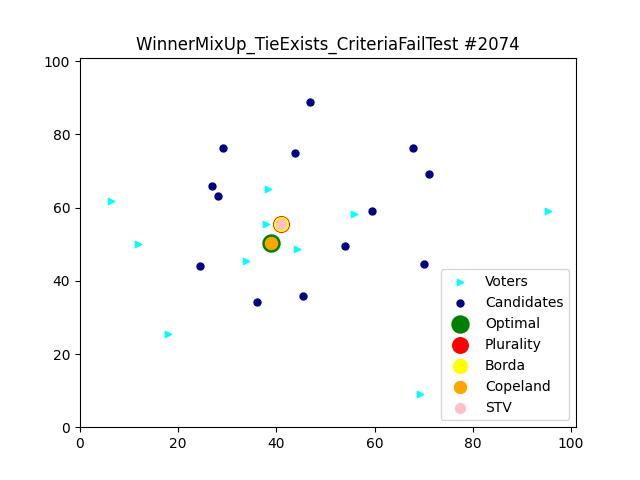 WinnerMixUp_TieExists_CriteriaFailTest #2074
100
80
60
40
20
0
0 20 40 60 80 100
Voters
Candidates
Optimal
Plurality
Borda
Copeland
STV